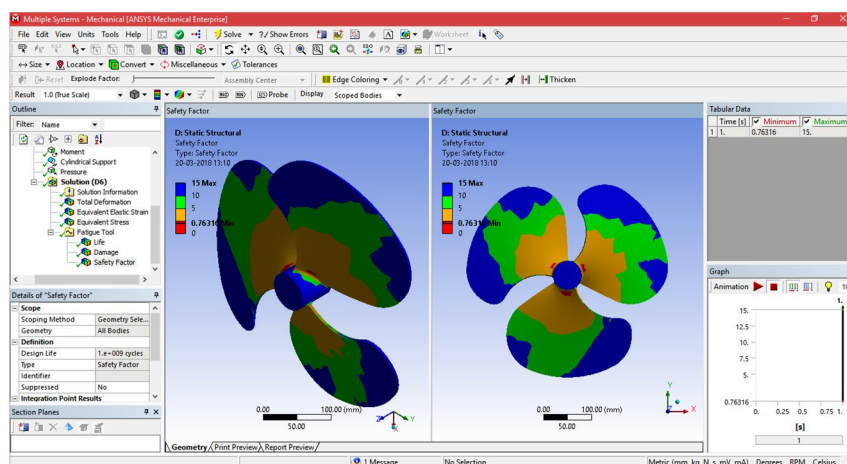 Multiple Systems - Mechanical [ANSYS Mechanical Enterprise]
File Edit View Units Tools Help Solve ?/ Show Errors Worksheet
Size Location Convert Miscellaneous Tolerances
Reset Explode Factor: Assembly Center Edge Coloring Thicken
Result 1.0 (True Scale) Probe Display Scoped Bodies
Outline
Filter: Name
Moment
Cylindrical Support
Pressure
Solution (D6)
Solution Information
Total Deformation
Equivalent Elastic Strain
Equivalent Stress
Fatigue Tool
Life
Damage
Safety Factor
Details of "Safety Factor"
Scope
Scoping Method Geometry Sele...
Geometry All Bodies
Definition
Design Life 1.e+009 cycles
Type Safety Factor
Identifier
Suppressed No
Integration Point Results
Section Planes
Safety Factor
D: Static Structural
Safety Factor
Type: Safety Factor
20-03-2018 13:10
15 Max
10
5
0.76316 Min
0
0.00 100.00 (mm)
50.00
Z Y X
Safety Factor
D: Static Structural
Safety Factor
Type: Safety Factor
20-03-2018 13:10
15 Max
10
5
0.76316 Min
0
0.00 100.00 (mm)
50.00
Y
Z X
Geometry Print Preview Report Preview
Tabular Data
Time [s] Minimum Maximum
1 1. 0.76316 15.
Graph
Animation
1.
15.
12.5
10.
7.5
5.
0.76316
0. 0.25 0.5 0.75 1.
[s]
1
1 Message No Selection Metric (mm, kg, N, s, mV, mA) Degrees RPM Celsius